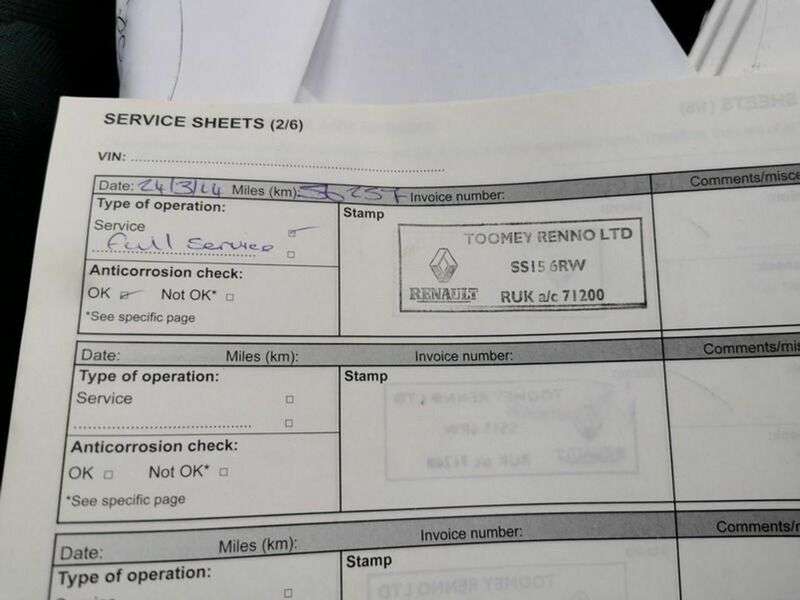 SERVICE SHEETS (2/6)
VIN:
Date: 24/3/14 Miles (km): 56257 Invoice number:
Comments/misce
Type of operation:
Service
Full Service
Anticorrosion check:
OK Not OK*
*See specific page
Stamp
TOOMEY RENNO LTD
SS15 6RW
RENAULT RUK a/c 71200
Date: Miles (km): Invoice number:
Comments/mi
Type of operation:
Service
Anticorrosion check:
OK Not OK*
*See specific page
Stamp
Date: Miles (km): Invoice number:
Comments/m
Type of operation:
Service
Stamp